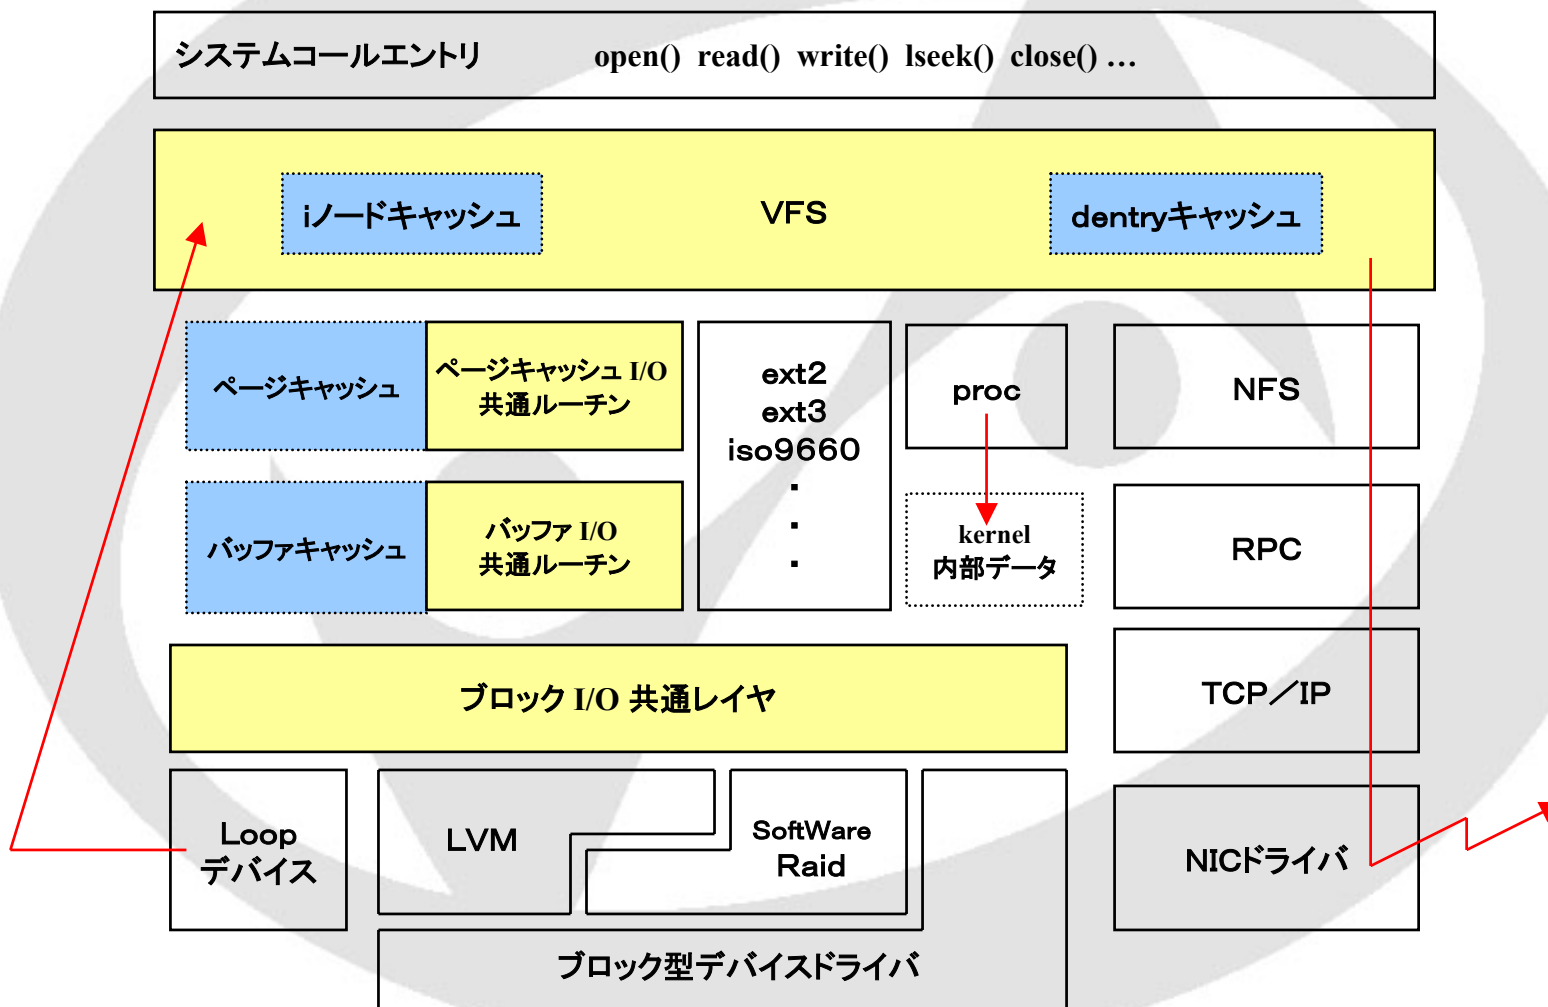 システムコールエントリ open() read() write() lseek() close() …
iノードキャッシュ
VFS
dentryキャッシュ
ページキャッシュ
ページキャッシュ I/O
共通ルーチン
ext2
ext3
iso9660
・
・
・
proc
NFS
バッファキャッシュ
バッファ I/O
共通ルーチン
kernel
内部データ
RPC
ブロック I/O 共通レイヤ
TCP／IP
Loop
デバイス
LVM
SoftWare
Raid
NICドライバ
ブロック型デバイスドライバ